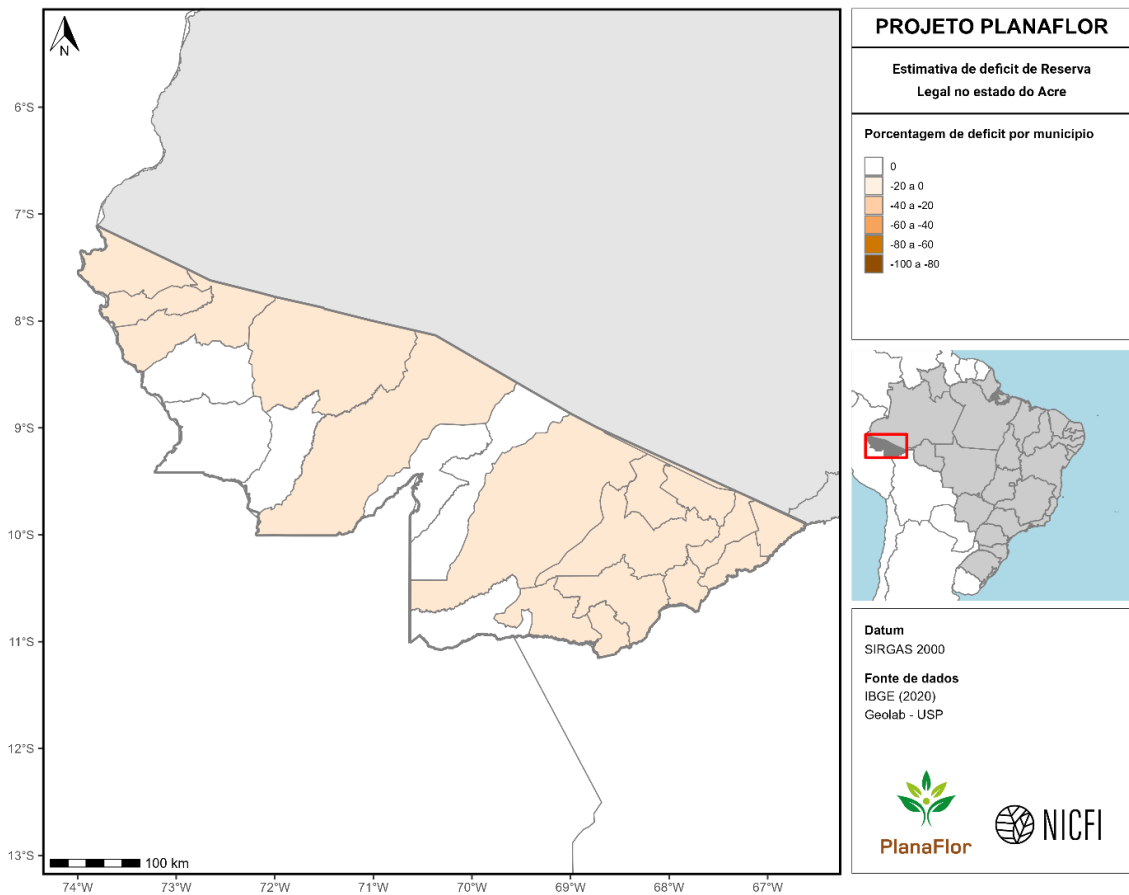 PROJETO PLANAFLOR
Estimativa de deficit de Reserva
Legal no estado do Acre
Porcentagem de deficit por município
0
-20 a 0
-40 a -20
-60 a -40
-80 a -60
-100 a -80
N
6°S
7°S
8°S
9°S
10°S
11°S
12°S
13°S
100 km
74°W
73°W
72°W
71°W
70°W
69°W
68°W
67°W
Datum
SIRGAS 2000
Fonte de dados
IBGE (2020)
Geolab - USP
PlanaFlor
NICFI